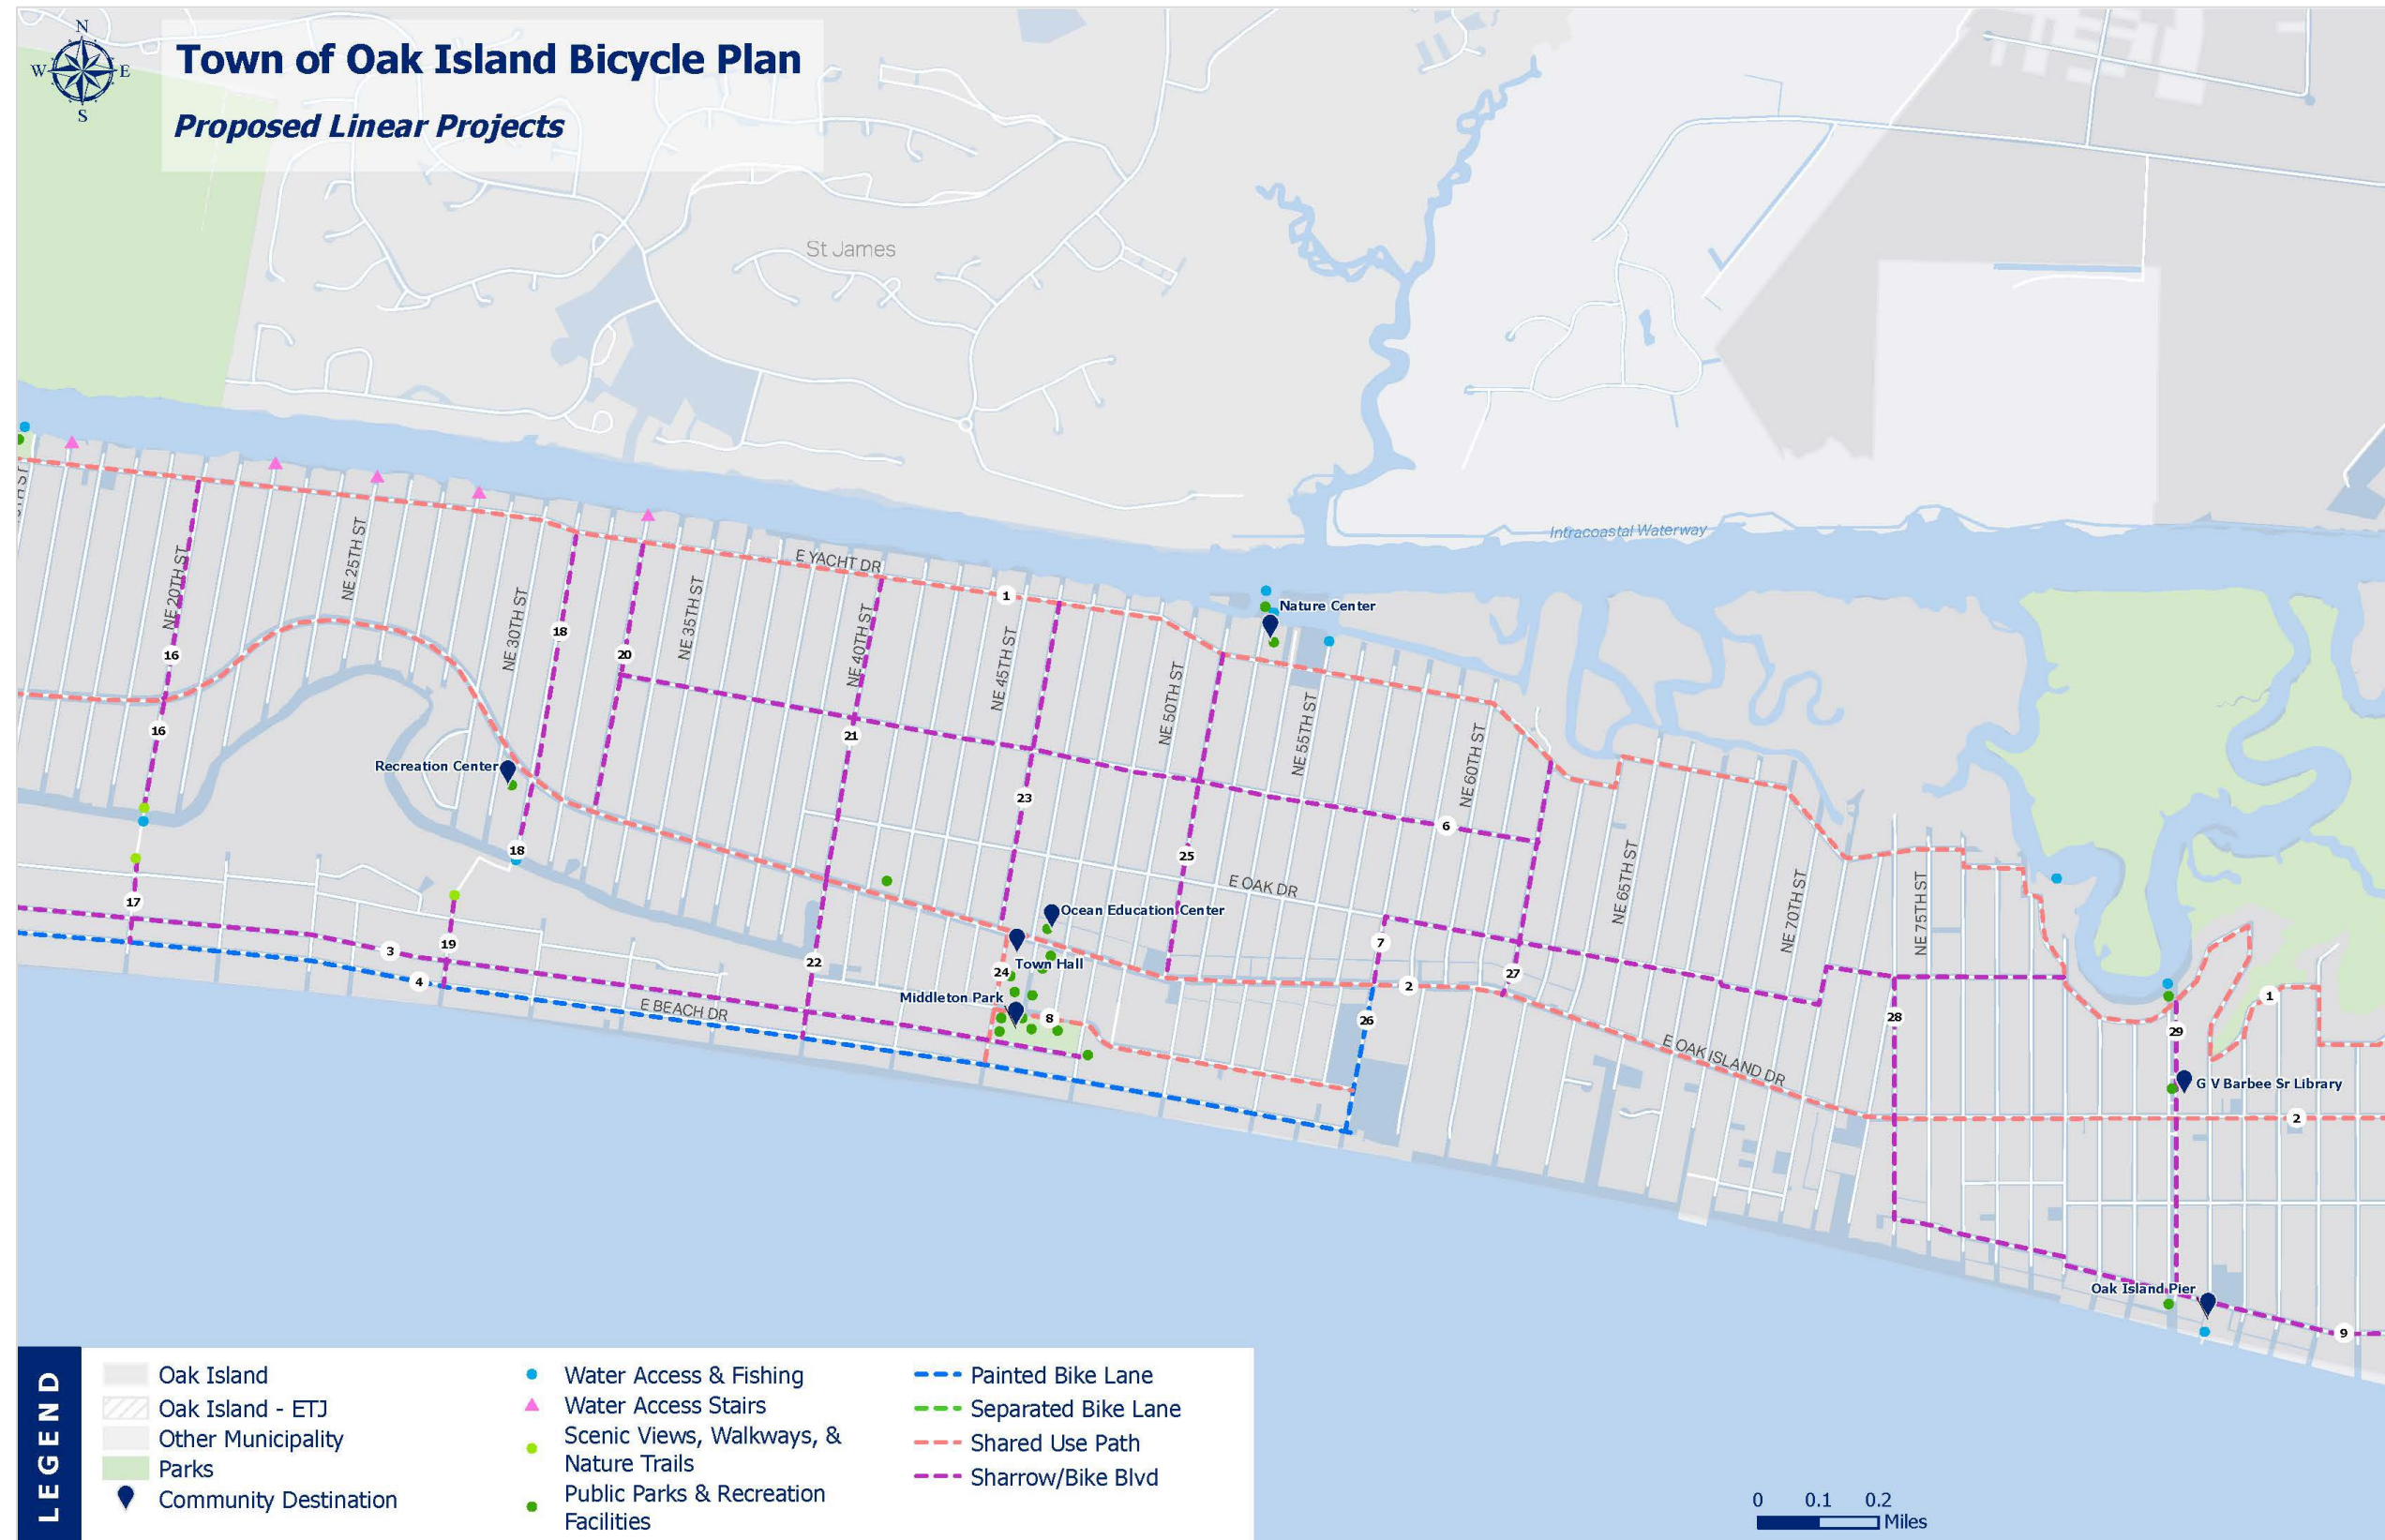 N
W E
S
Town of Oak Island Bicycle Plan
Proposed Linear Projects
St James
Intracoastal Waterway
NE 20TH ST
NE 25TH ST
NE 30TH ST
NE 35TH ST
E YACHT DR
NE 40TH ST
NE 45TH ST
NE 50TH ST
NE 55TH ST
NE 60TH ST
NE 65TH ST
NE 70TH ST
NE 75TH ST
1
Nature Center
18
20
16
16
21
Recreation Center
23
6
18
25
E OAK DR
17
Ocean Education Center
3
19
7
22
24
Town Hall
27
4
2
Middleton Park
1
E BEACH DR
8
26
28
29
E OAK ISLAND DR
G V Barbee Sr Library
2
Oak Island Pier
9
LEGEND
Oak Island
Oak Island - ETJ
Other Municipality
Parks
Community Destination
Water Access & Fishing
Water Access Stairs
Scenic Views, Walkways, &
Nature Trails
Public Parks & Recreation
Facilities
Painted Bike Lane
Separated Bike Lane
Shared Use Path
Sharrow/Bike Blvd
0 0.1 0.2
Miles